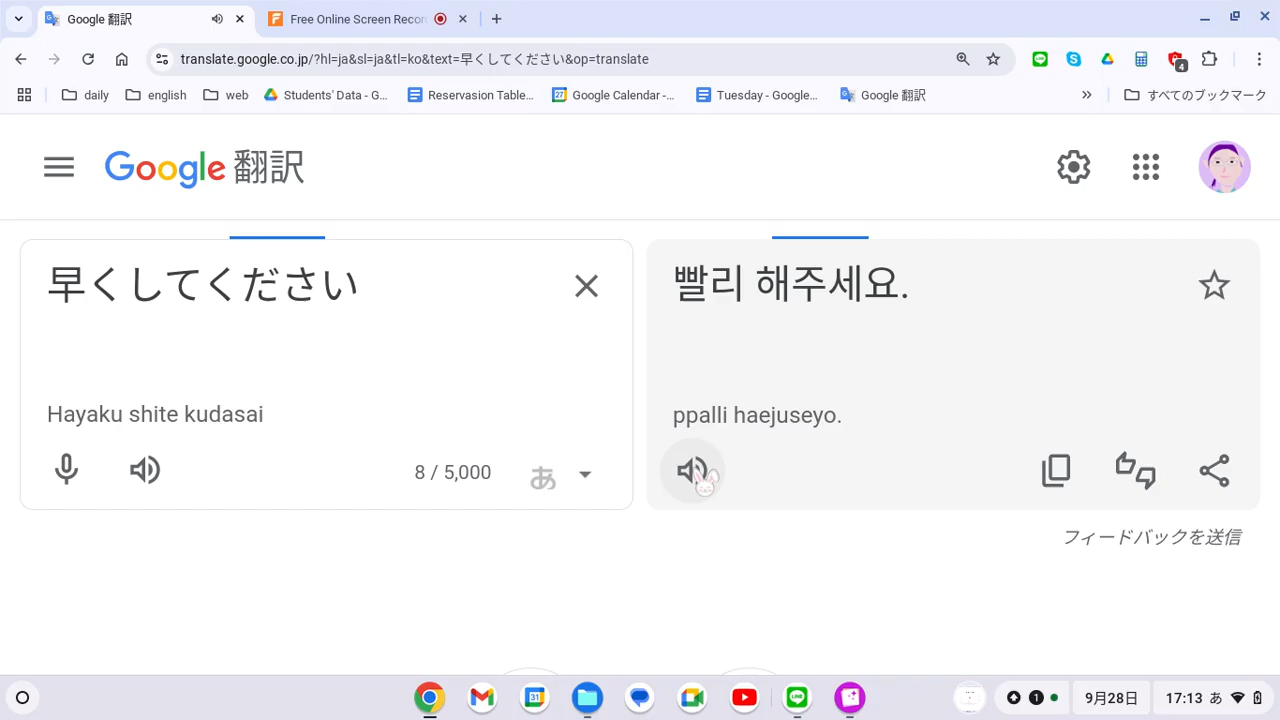 Google 翻訳
Free Online Screen Recor
translate.google.co.jp/?hl=ja&sl=ja&tl=ko&text=早くしてください&op=translate
4
daily
english
web
Students' Data - G...
Reservasion Table...
Google Calendar -...
Tuesday - Google...
Google 翻訳
»
すべてのブックマーク
Google 翻訳
早くしてください
빨리 해주세요.
Hayaku shite kudasai
ppalli haejuseyo.
8 / 5,000
あ
フィードバックを送信
1
9月28日
17:13 あ